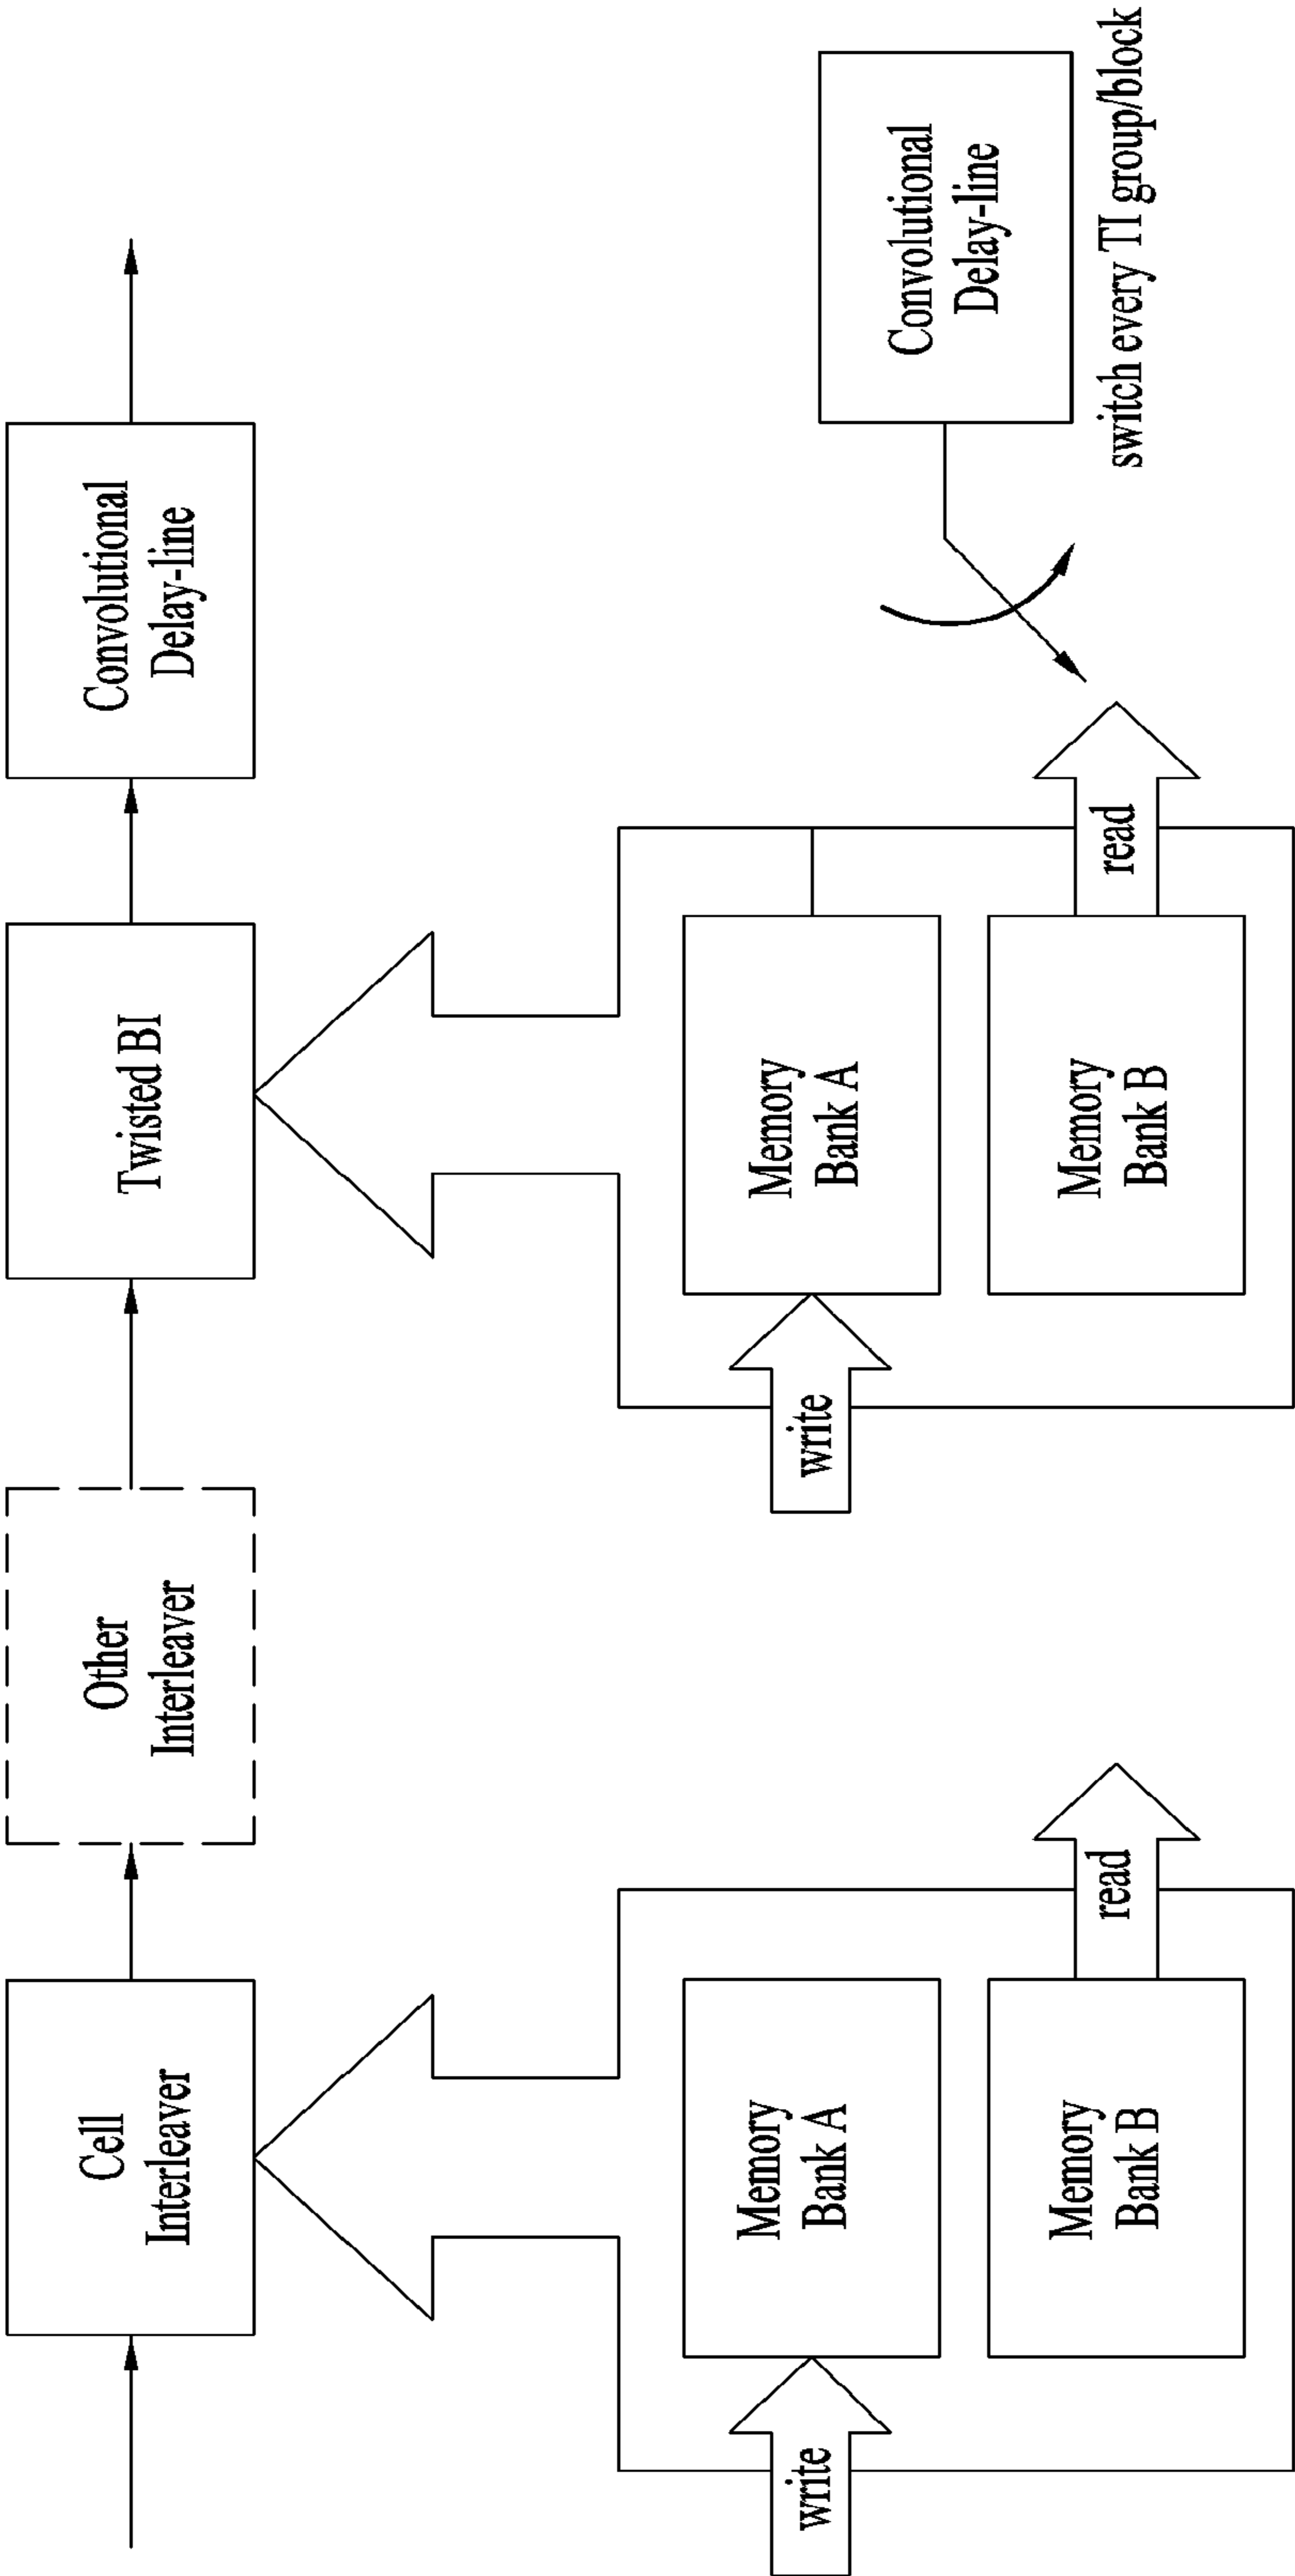 Cell
Interleaver
Other
Interleaver
Twisted BI
Convolutional
Delay-line
write
Memory
Bank A
Memory
Bank B
read
write
Memory
Bank A
Memory
Bank B
read
Convolutional
Delay-line
switch every TI group/block